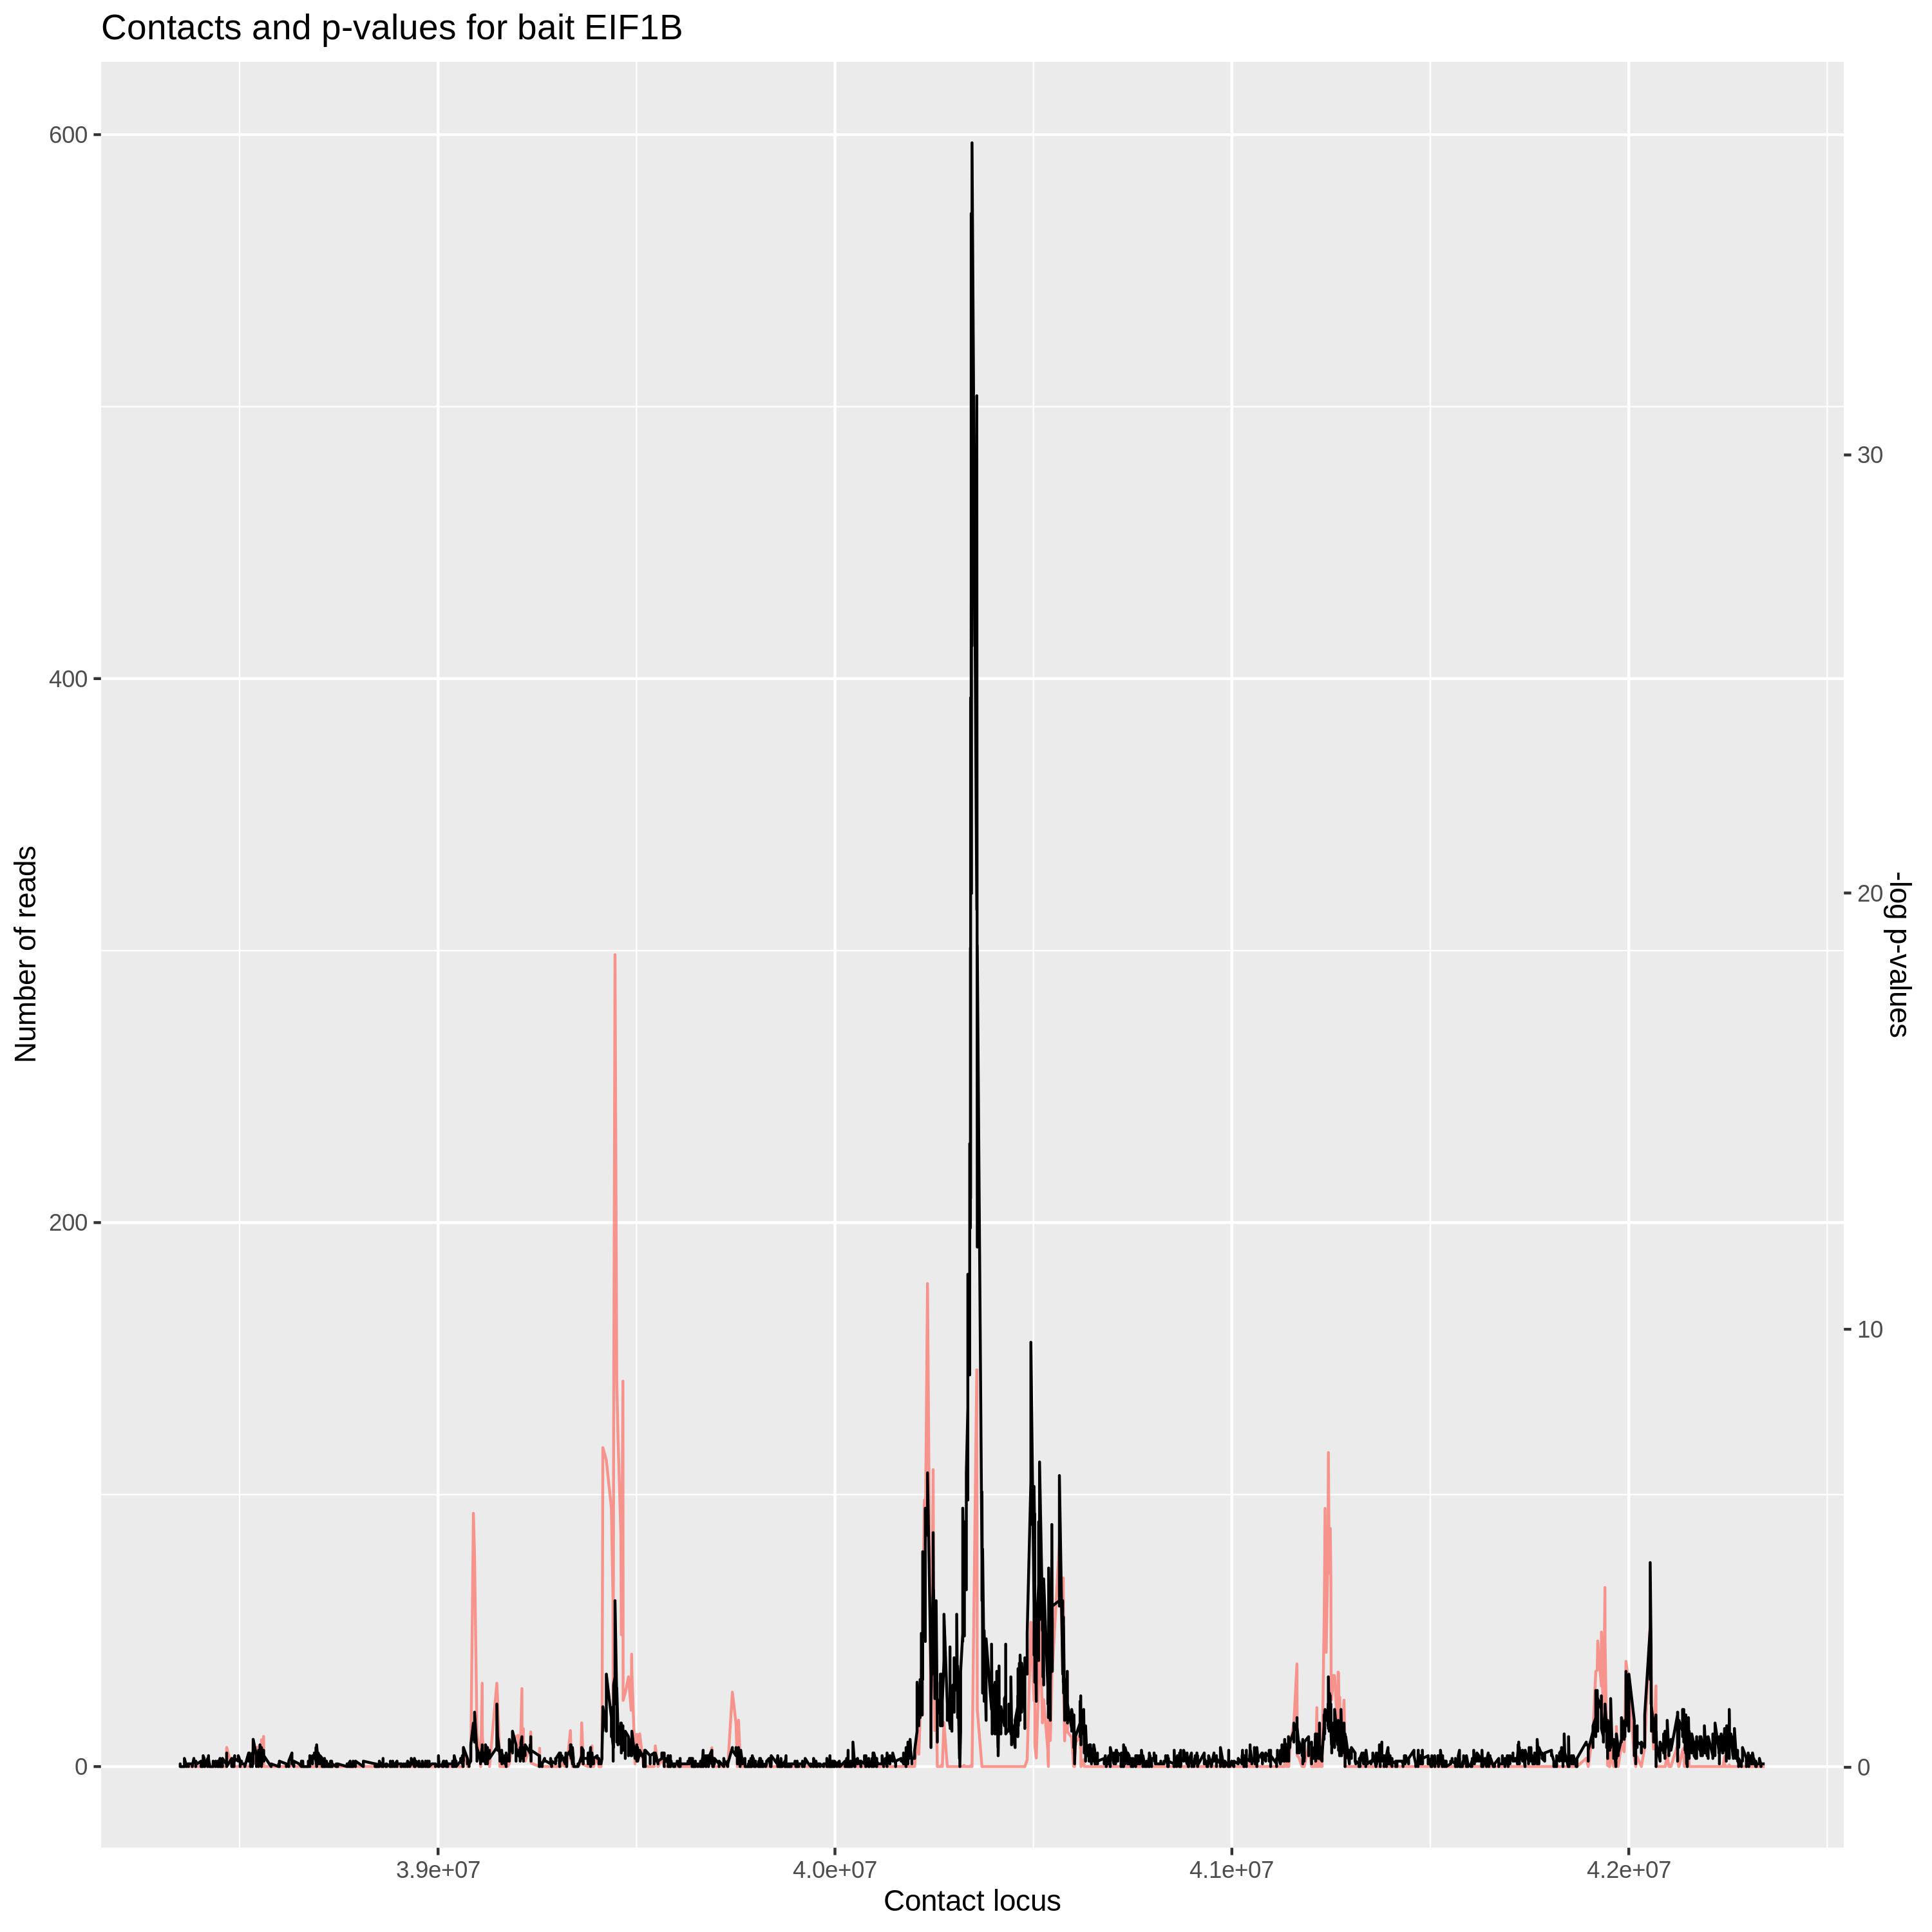 Contacts and p-values for bait EIF1B
600
400
200
0
Number of reads
30
20
10
0
-log p-values
3.9e+07
4.0e+07
4.1e+07
4.2e+07
Contact locus